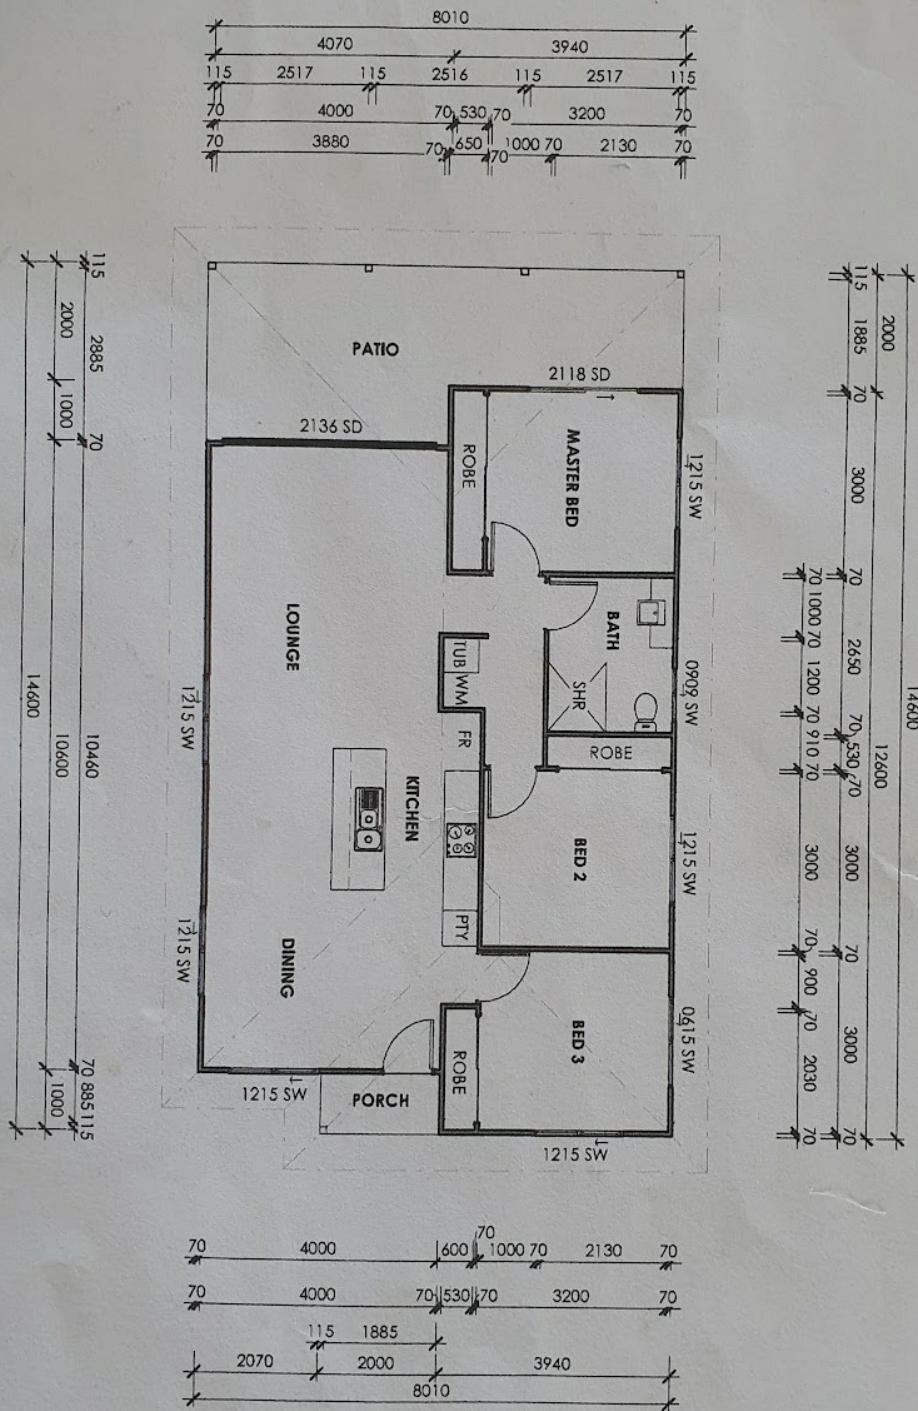 8010
4070 3940
115 2517 115 2516 115 2517 115
70 4000 70 530 70 3200 70
70 3880 70 650 70 1000 70 2130 70
PATIO
2118 SD
2136 SD
ROBE
MASTER BED
1215 SW
LOUNGE
TUB
WM
BATH
SHR
0909 SW
1215 SW
FR
ROBE
KITCHEN
BED 2
1215 SW
PTY
1215 SW
DINING
ROBE
BED 3
0615 SW
1215 SW
PORCH
1215 SW
115 2885 70 10460 70 885 115
2000 1000 10600 1000
14600
70 1000 70 1200 70 910 70 3000 70 900 70 2030 70
115 1885 70 3000 70 2650 70 530 70 3000 70 3000 70
2000 12600
14600
70 4000 600 70 1000 70 2130 70
70 4000 70 530 70 3200 70
115 1885
2070 2000 3940
8010